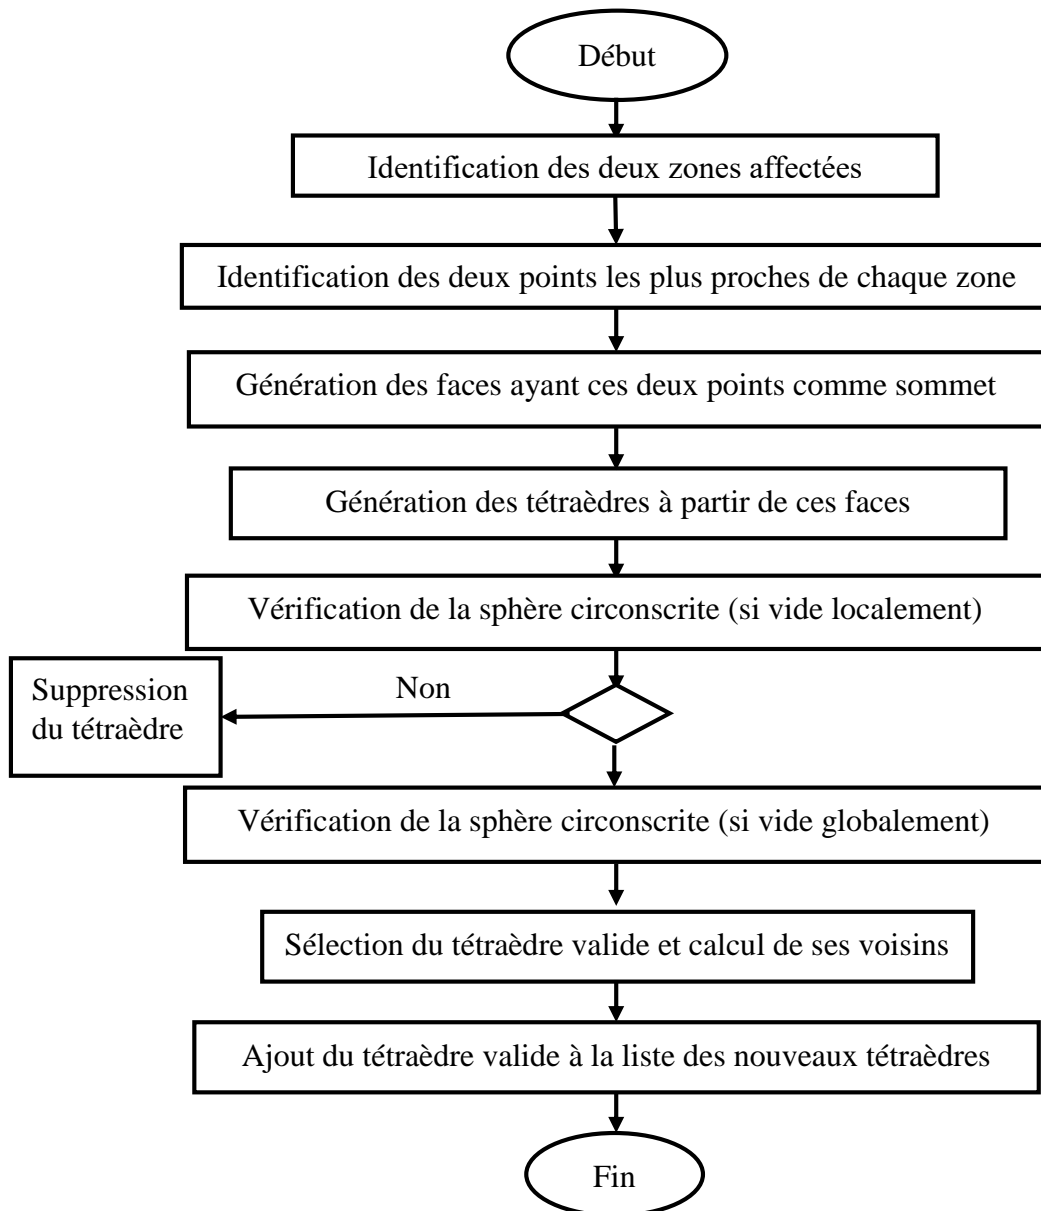 Début
Identification des deux zones affectées
Identification des deux points les plus proches de chaque zone
Génération des faces ayant ces deux points comme sommet
Génération des tétraèdres à partir de ces faces
Vérification de la sphère circonscrite (si vide localement)
Suppression
du tétraèdre
Non
Vérification de la sphère circonscrite (si vide globalement)
Sélection du tétraèdre valide et calcul de ses voisins
Ajout du tétraèdre valide à la liste des nouveaux tétraèdres
Fin